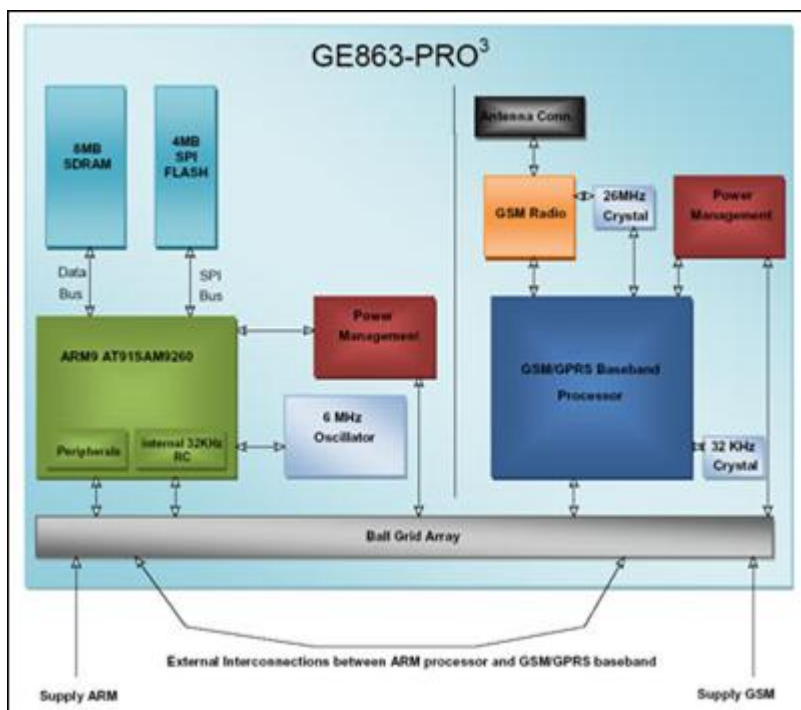 GE863-PRO3
8MB
SDRAM
4MB
SPI
FLASH
Data
Bus
SPI
Bus
Antenna Conn.
GSM Radio
26MHz
Crystal
Power
Management
ARM9 AT91SAM9260
Peripherals
Internal 32KHz
RC
Power
Management
6 MHz
Oscillator
GSM/GPRS Baseband
Processor
32 KHz
Crystal
Ball Grid Array
External Interconnections between ARM processor and GSM/GPRS baseband
Supply ARM
Supply GSM